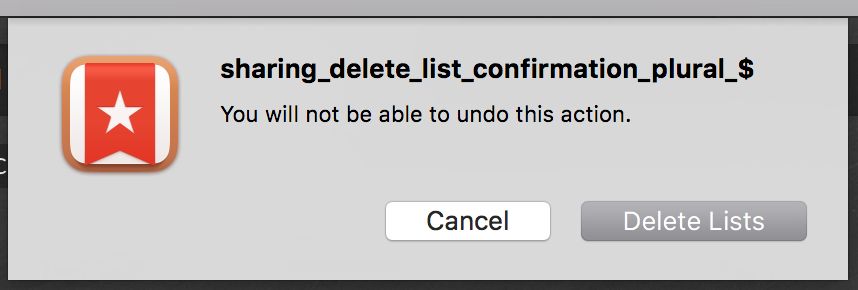 sharing_delete_list_confirmation_plural_$
You will not be able to undo this action.
Cancel
Delete Lists